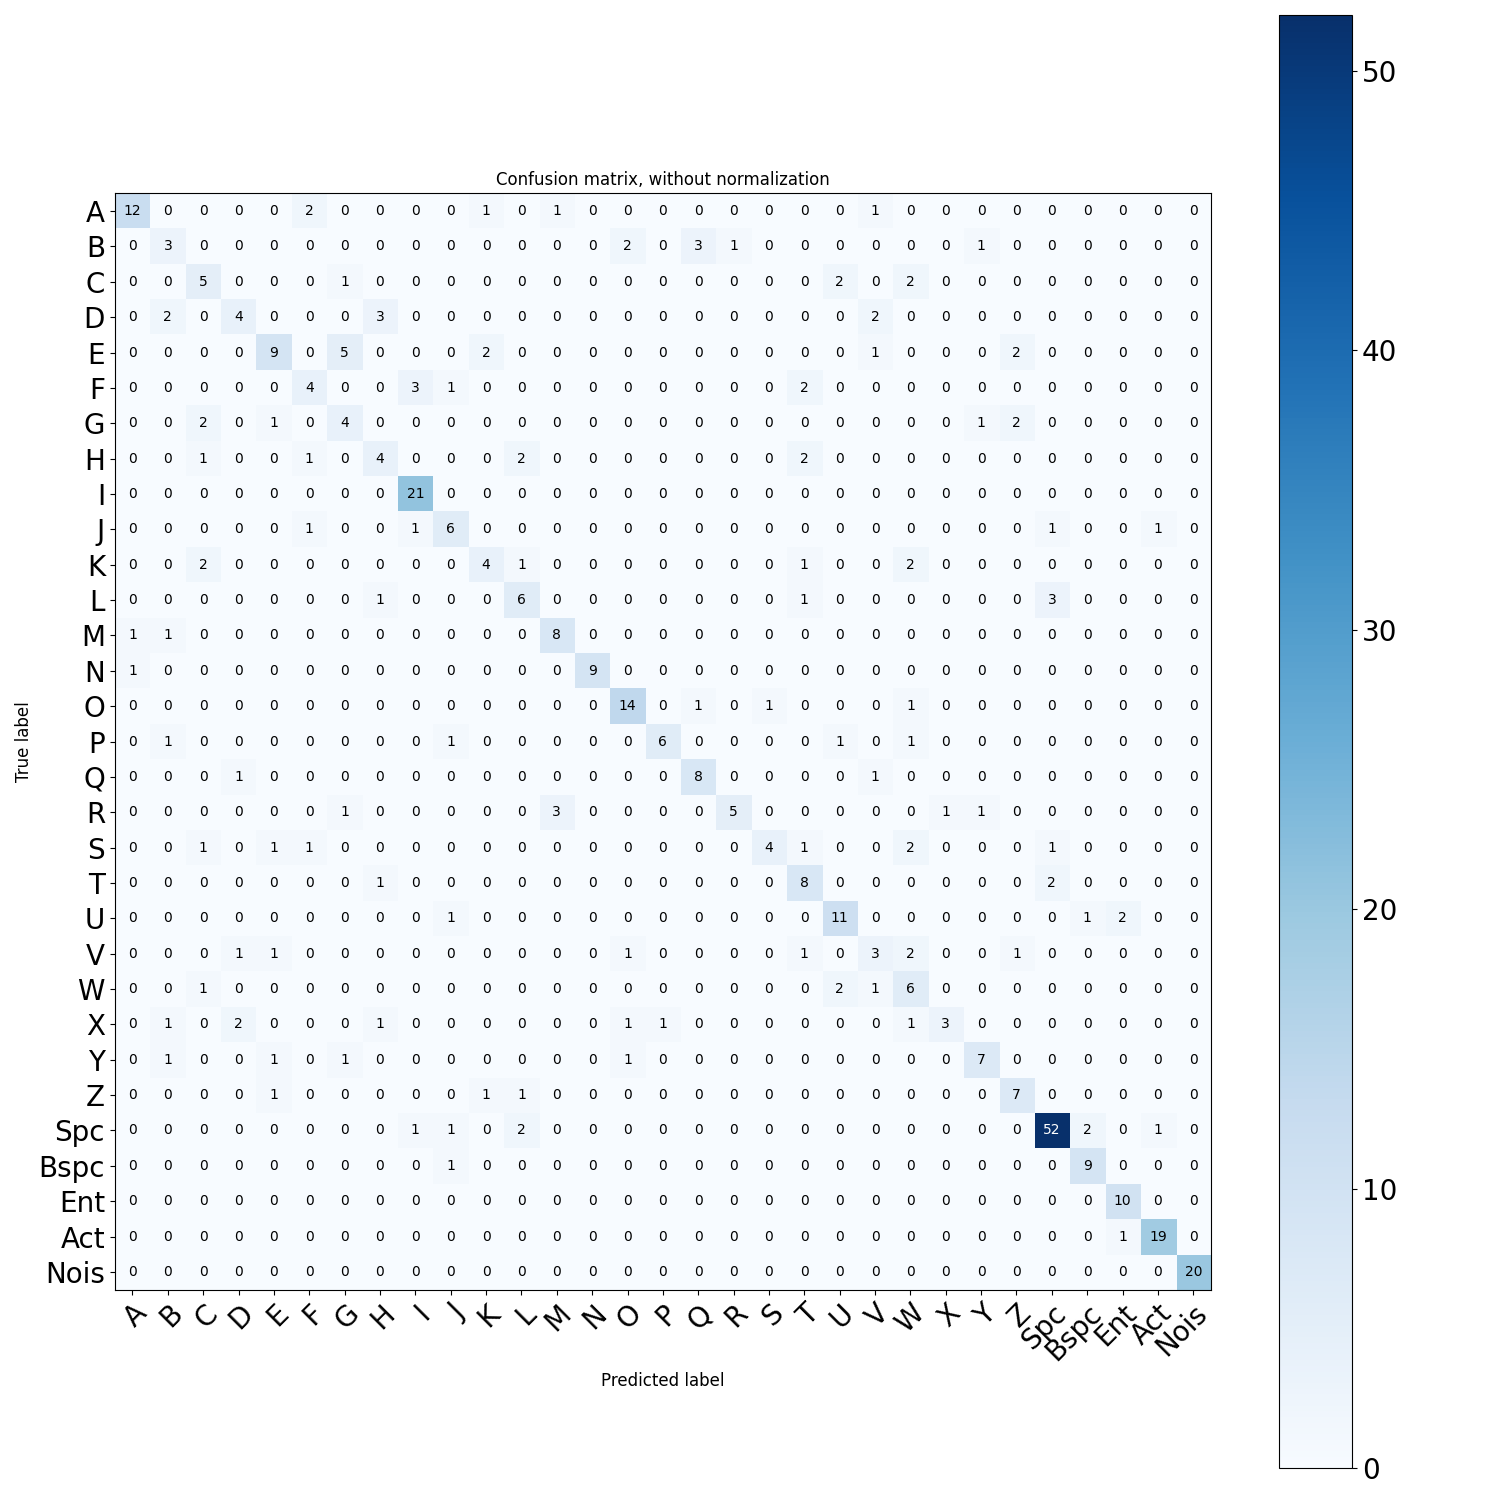 Confusion matrix, without normalization
A 12 0 0 0 0 2 0 0 0 0 1 0 1 0 0 0 0 0 0 0 0 1 0 0 0 0 0 0 0 0 0
B 0 3 0 0 0 0 0 0 0 0 0 0 0 0 2 0 3 1 0 0 0 0 0 0 1 0 0 0 0 0 0
C 0 0 5 0 0 0 1 0 0 0 0 0 0 0 0 0 0 0 0 0 2 0 2 0 0 0 0 0 0 0 0
D 0 2 0 4 0 0 0 3 0 0 0 0 0 0 0 0 0 0 0 0 0 2 0 0 0 0 0 0 0 0 0
E 0 0 0 0 9 0 5 0 0 0 2 0 0 0 0 0 0 0 0 0 0 1 0 0 0 2 0 0 0 0 0
F 0 0 0 0 0 4 0 0 3 1 0 0 0 0 0 0 0 0 0 2 0 0 0 0 0 0 0 0 0 0 0
G 0 0 2 0 1 0 4 0 0 0 0 0 0 0 0 0 0 0 0 0 0 0 0 0 1 2 0 0 0 0 0
H 0 0 1 0 0 1 0 4 0 0 0 2 0 0 0 0 0 0 0 2 0 0 0 0 0 0 0 0 0 0 0
I 0 0 0 0 0 0 0 0 21 0 0 0 0 0 0 0 0 0 0 0 0 0 0 0 0 0 0 0 0 0 0
J 0 0 0 0 0 1 0 0 1 6 0 0 0 0 0 0 0 0 0 0 0 0 0 0 0 0 1 0 0 1 0
K 0 0 2 0 0 0 0 0 0 0 4 1 0 0 0 0 0 0 0 1 0 0 2 0 0 0 0 0 0 0 0
L 0 0 0 0 0 0 0 1 0 0 0 6 0 0 0 0 0 0 0 1 0 0 0 0 0 0 3 0 0 0 0
M 1 1 0 0 0 0 0 0 0 0 0 0 8 0 0 0 0 0 0 0 0 0 0 0 0 0 0 0 0 0 0
N 1 0 0 0 0 0 0 0 0 0 0 0 0 9 0 0 0 0 0 0 0 0 0 0 0 0 0 0 0 0 0
O 0 0 0 0 0 0 0 0 0 0 0 0 0 0 14 0 1 0 1 0 0 0 1 0 0 0 0 0 0 0 0
P 0 1 0 0 0 0 0 0 0 1 0 0 0 0 0 6 0 0 0 0 1 0 1 0 0 0 0 0 0 0 0
Q 0 0 0 1 0 0 0 0 0 0 0 0 0 0 0 0 8 0 0 0 0 1 0 0 0 0 0 0 0 0 0
R 0 0 0 0 0 0 1 0 0 0 0 0 3 0 0 0 0 5 0 0 0 0 0 1 1 0 0 0 0 0 0
S 0 0 1 0 1 1 0 0 0 0 0 0 0 0 0 0 0 0 4 1 0 0 2 0 0 0 1 0 0 0 0
T 0 0 0 0 0 0 0 1 0 0 0 0 0 0 0 0 0 0 0 8 0 0 0 0 0 0 2 0 0 0 0
U 0 0 0 0 0 0 0 0 0 1 0 0 0 0 0 0 0 0 0 0 11 0 0 0 0 0 0 1 2 0 0
V 0 0 0 1 1 0 0 0 0 0 0 0 0 0 1 0 0 0 0 1 0 3 2 0 0 1 0 0 0 0 0
W 0 0 1 0 0 0 0 0 0 0 0 0 0 0 0 0 0 0 0 0 2 1 6 0 0 0 0 0 0 0 0
X 0 1 0 2 0 0 0 1 0 0 0 0 0 0 1 1 0 0 0 0 0 0 1 3 0 0 0 0 0 0 0
Y 0 1 0 0 1 0 1 0 0 0 0 0 0 0 1 0 0 0 0 0 0 0 0 0 7 0 0 0 0 0 0
Z 0 0 0 0 1 0 0 0 0 0 1 1 0 0 0 0 0 0 0 0 0 0 0 0 0 7 0 0 0 0 0
Spc 0 0 0 0 0 0 0 0 1 1 0 2 0 0 0 0 0 0 0 0 0 0 0 0 0 0 52 2 0 1 0
Bspc 0 0 0 0 0 0 0 0 0 1 0 0 0 0 0 0 0 0 0 0 0 0 0 0 0 0 0 9 0 0 0
Ent 0 0 0 0 0 0 0 0 0 0 0 0 0 0 0 0 0 0 0 0 0 0 0 0 0 0 0 0 10 0 0
Act 0 0 0 0 0 0 0 0 0 0 0 0 0 0 0 0 0 0 0 0 0 0 0 0 0 0 0 0 1 19 0
Nois 0 0 0 0 0 0 0 0 0 0 0 0 0 0 0 0 0 0 0 0 0 0 0 0 0 0 0 0 0 0 20
A B C D E F G H I J K L M N O P Q R S T U V W X Y Z Spc Bspc Ent Act Nois
Predicted label
True label
50
40
30
20
10
0